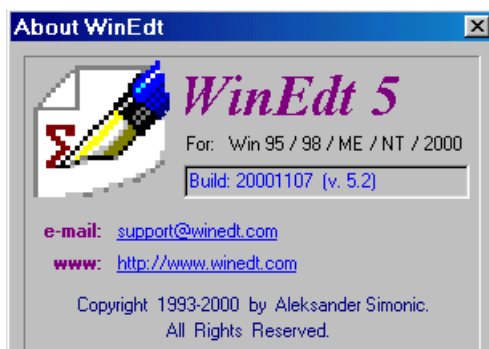 About WinEdt
WinEdt 5
For: Win 95 / 98 / ME / NT / 2000
Build: 20001107 (v. 5.2)
e-mail: support@winedt.com
www: http://www.winedt.com
Copyright 1993-2000 by Aleksander Simonic.
All Rights Reserved.